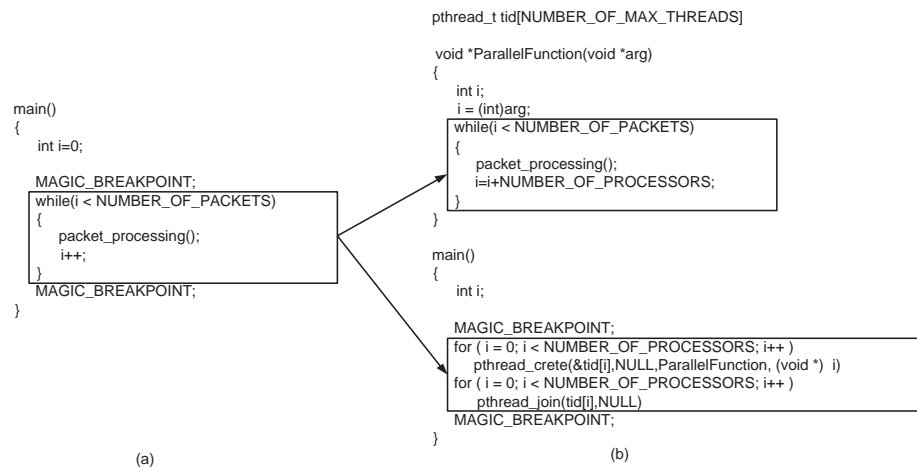 main()
{
int i=0;
MAGIC_BREAKPOINT;
while(i < NUMBER_OF_PACKETS)
{
packet_processing();
i++;
}
MAGIC_BREAKPOINT;
}
(a)
pthread_t tid[NUMBER_OF_MAX_THREADS]
void *ParallelFunction(void *arg)
{
int i;
i = (int)arg;
while(i < NUMBER_OF_PACKETS)
{
packet_processing();
i=i+NUMBER_OF_PROCESSORS;
}
}
main()
{
int i;
MAGIC_BREAKPOINT;
for ( i = 0; i < NUMBER_OF_PROCESSORS; i++ )
pthread_crete(&tid[i],NULL,ParallelFunction, (void *) i)
for ( i = 0; i < NUMBER_OF_PROCESSORS; i++ )
pthread_join(tid[i],NULL)
MAGIC_BREAKPOINT;
}
(b)